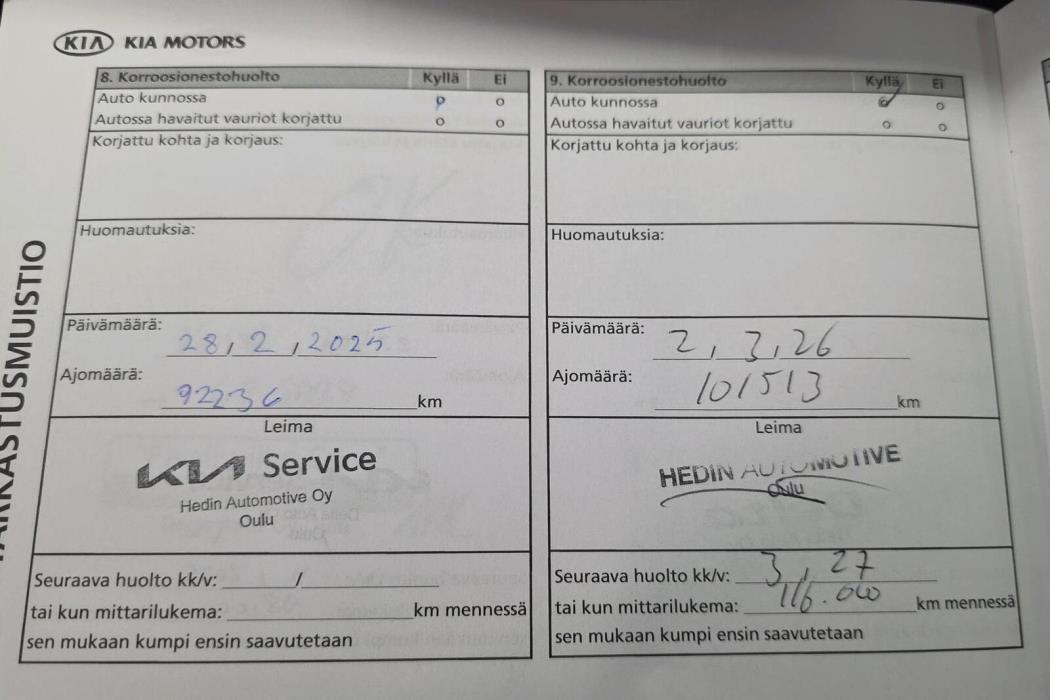 KIA KIA MOTORS
8. Korroosionestohuolto Kyllä Ei
Auto kunnossa
Autossa havaitut vauriot korjattu
Korjattu kohta ja korjaus:
Huomautuksia:
Päivämäärä: 28,2,2025
Ajomäärä: 92236 km
Leima
KIA Service
Hedin Automotive Oy
Oulu
Seuraava huolto kk/v: /
tai kun mittarilukema: km mennessä
sen mukaan kumpi ensin saavutetaan
9. Korroosionestohuolto Kyllä Ei
Auto kunnossa
Autossa havaitut vauriot korjattu
Korjattu kohta ja korjaus:
Huomautuksia:
Päivämäärä: 2,3,26
Ajomäärä: 101513 km
Leima
HEDIN AUTOMOTIVE
Oulu
Seuraava huolto kk/v: 3, 27
tai kun mittarilukema: 116.000 km mennessä
sen mukaan kumpi ensin saavutetaan